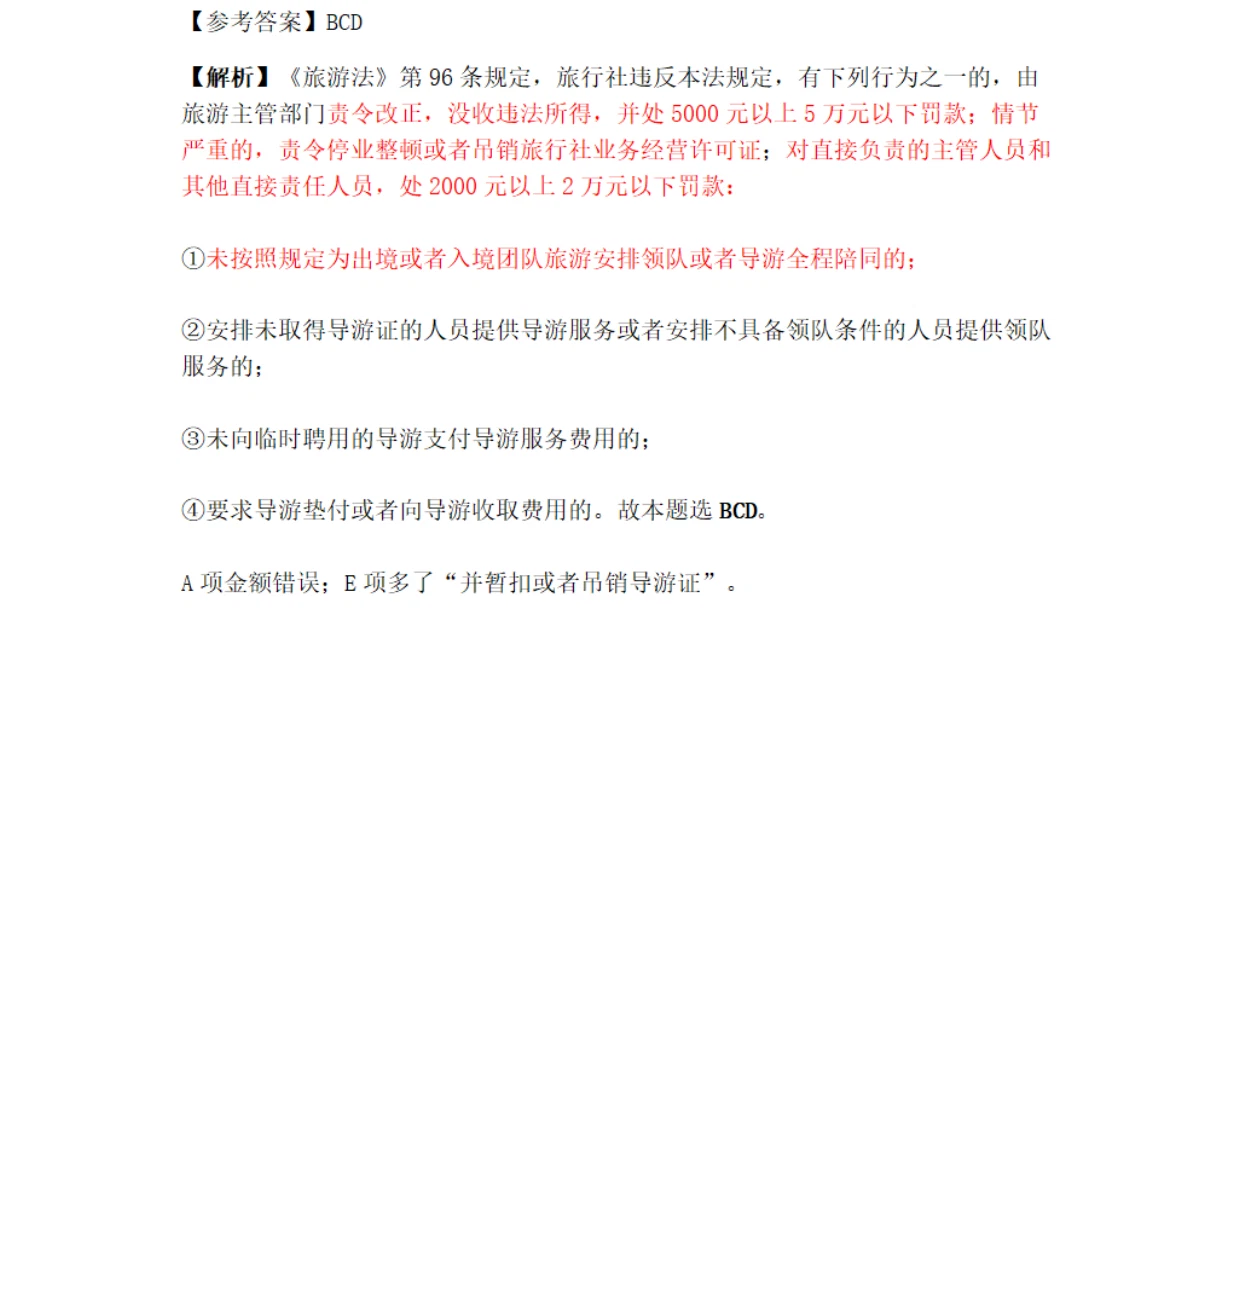 【参考答案】BCD
【解析】《旅游法》第 96 条规定，旅行社违反本法规定，有下列行为之一的，由
旅游主管部门责令改正，没收违法所得，并处 5000 元以上 5 万元以下罚款；情节
严重的，责令停业整顿或者吊销旅行社业务经营许可证；对直接负责的主管人员和
其他直接责任人员，处 2000 元以上 2 万元以下罚款：
①未按照规定为出境或者入境团队旅游安排领队或者导游全程陪同的；
②安排未取得导游证的人员提供导游服务或者安排不具备领队条件的人员提供领队
服务的；
③未向临时聘用的导游支付导游服务费用的；
④要求导游垫付或者向导游收取费用的。故本题选 BCD。
A 项金额错误；E 项多了“并暂扣或者吊销导游证”。